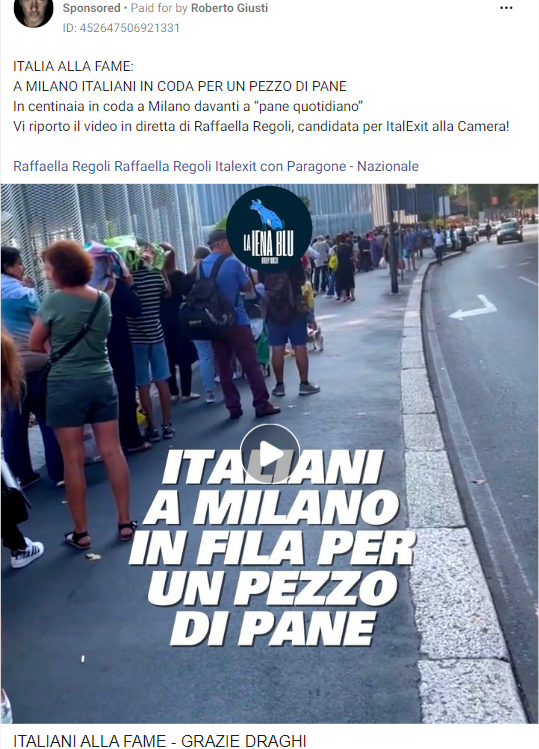 Sponsored • Paid for by Roberto Giusti
ID: 452647506921331
ITALIA ALLA FAME:
A MILANO ITALIANI IN CODA PER UN PEZZO DI PANE
In centinaia in coda a Milano davanti a “pane quotidiano”
Vi riporto il video in diretta di Raffaella Regoli, candidata per ItalExit alla Camera!
Raffaella Regoli Raffaella Regoli Italexit con Paragone - Nazionale
LA IENA BLU
ITALIANI
A MILANO
IN FILA PER
UN PEZZO
DI PANE
ITALIANI ALLA FAME - GRAZIE DRAGHI